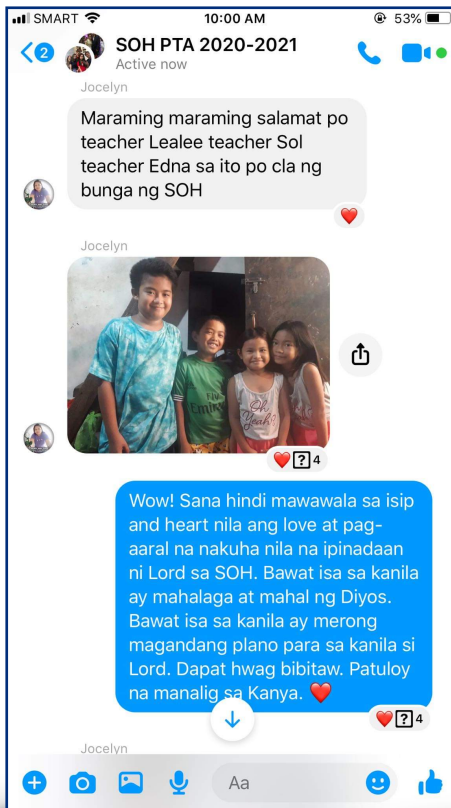 SMART 10:00 AM 53%
2 SOH PTA 2020-2021
Active now
Jocelyn
Maraming maraming salamat po
teacher Lealee teacher Sol
teacher Edna sa ito po cla ng
bunga ng SOH
Jocelyn
Fly
Emirates
Oh
Yeah!
4
Wow! Sana hindi mawawala sa isip
and heart nila ang love at pag-
aaral na nakuha nila na ipinadaan
ni Lord sa SOH. Bawat isa sa kanila
ay mahalaga at mahal ng Diyos.
Bawat isa sa kanila ay merong
magandang plano para sa kanila si
Lord. Dapat hwag bibitaw. Patuloy
na manalig sa Kanya. ❤️
4
Jocelyn
Aa